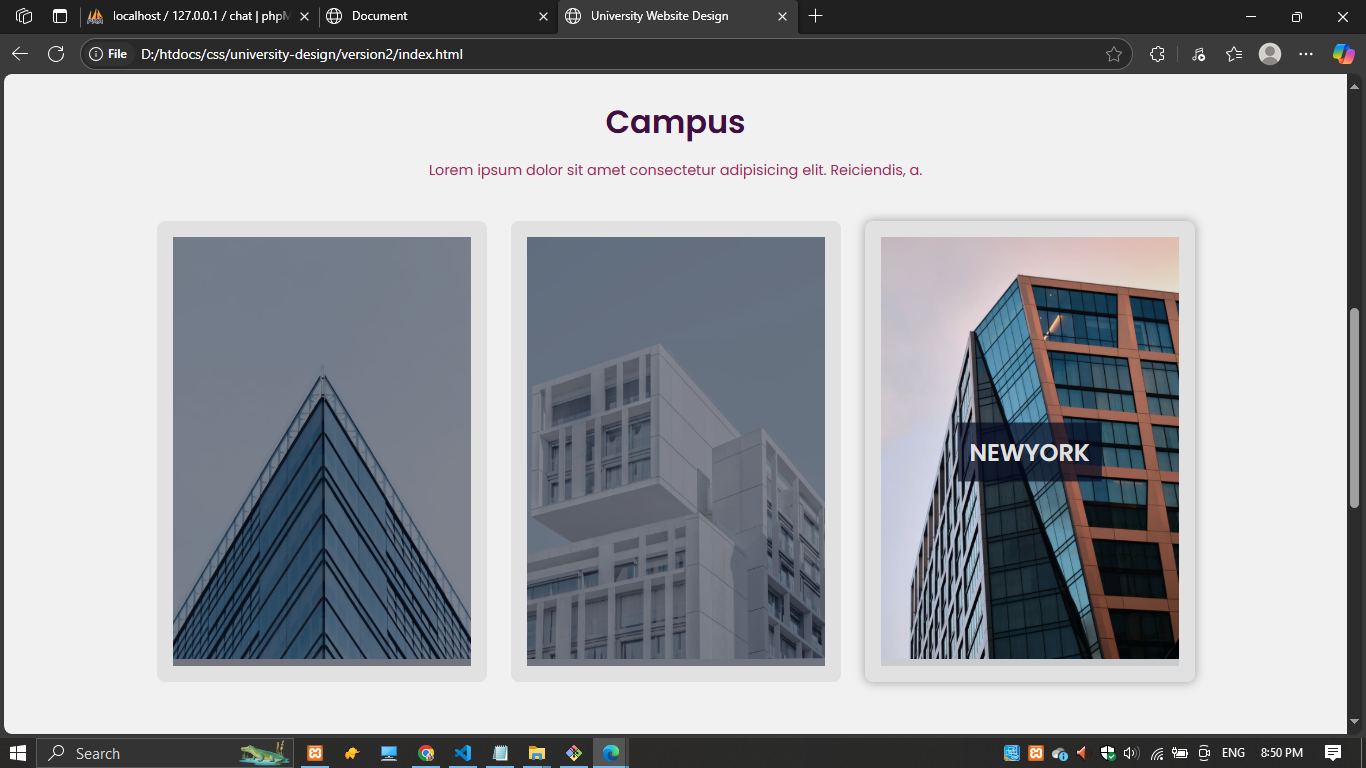 localhost / 127.0.0.1 / chat | phpM
Document
University Website Design
File
D:/htdocs/css/university-design/version2/index.html
Campus
Lorem ipsum dolor sit amet consectetur adipisicing elit. Reiciendis, a.
NEWYORK
Search
ENG
8:50 PM